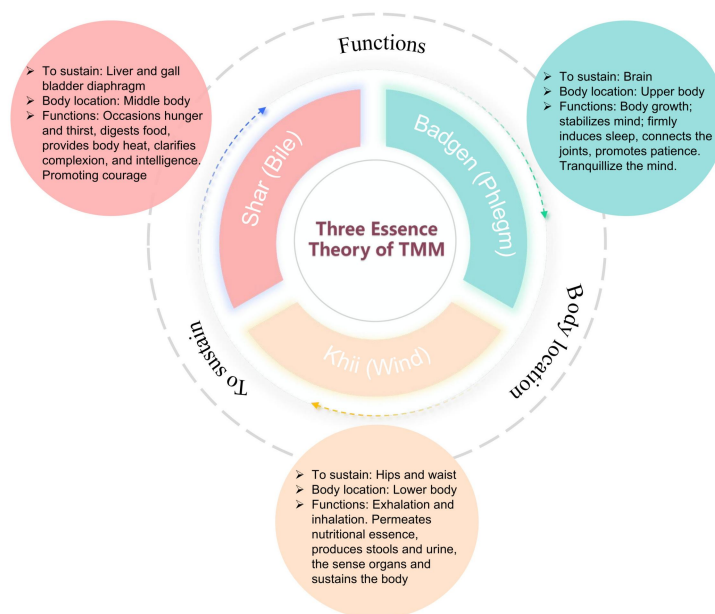 Functions
➢ To sustain: Liver and gall
bladder diaphragm
➢ Body location: Middle body
➢ Functions: Occasions hunger
and thirst, digests food,
provides body heat, clarifies
complexion, and intelligence.
Promoting courage
➢ To sustain: Brain
➢ Body location: Upper body
➢ Functions: Body growth;
stabilizes mind; firmly
induces sleep, connects the
joints, promotes patience.
Tranquillize the mind.
Shar (Bile)
Badgen (Phlegm)
Three Essence
Theory of TMM
Khii (Wind)
To sustain
Body location
➢ To sustain: Hips and waist
➢ Body location: Lower body
➢ Functions: Exhalation and
inhalation. Permeates
nutritional essence,
produces stools and urine,
the sense organs and
sustains the body